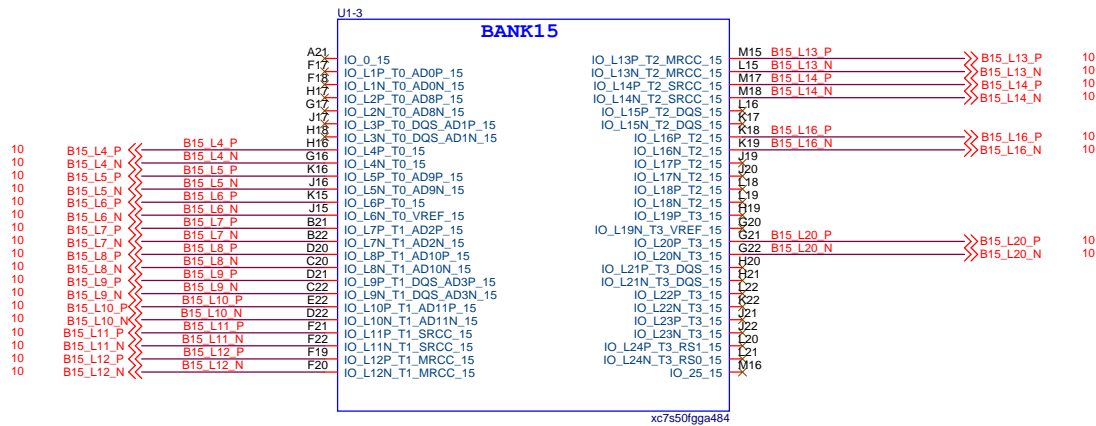 U1-3
BANK15
A21 IO_0_15
F17 IO_L1P_T0_AD0P_15
F18 IO_L1N_T0_AD0N_15
H17 IO_L2P_T0_AD8P_15
G17 IO_L2N_T0_AD8N_15
J17 IO_L3P_T0_DQS_AD1P_15
H18 IO_L3N_T0_DQS_AD1N_15
10 B15_L4_P B15_L4_P H16 IO_L4P_T0_15
10 B15_L4_N B15_L4_N G16 IO_L4N_T0_15
10 B15_L5_P B15_L5_P K16 IO_L5P_T0_AD9P_15
10 B15_L5_N B15_L5_N J16 IO_L5N_T0_AD9N_15
10 B15_L6_P B15_L6_P K15 IO_L6P_T0_15
10 B15_L6_N B15_L6_N J15 IO_L6N_T0_VREF_15
10 B15_L7_P B15_L7_P B21 IO_L7P_T1_AD2P_15
10 B15_L7_N B15_L7_N B22 IO_L7N_T1_AD2N_15
10 B15_L8_P B15_L8_P D20 IO_L8P_T1_AD10P_15
10 B15_L8_N B15_L8_N C20 IO_L8N_T1_AD10N_15
10 B15_L9_P B15_L9_P D21 IO_L9P_T1_DQS_AD3P_15
10 B15_L9_N B15_L9_N C22 IO_L9N_T1_DQS_AD3N_15
10 B15_L10_P B15_L10_P E22 IO_L10P_T1_AD11P_15
10 B15_L10_N B15_L10_N D22 IO_L10N_T1_AD11N_15
10 B15_L11_P B15_L11_P F21 IO_L11P_T1_SRCC_15
10 B15_L11_N B15_L11_N F22 IO_L11N_T1_SRCC_15
10 B15_L12_P B15_L12_P F19 IO_L12P_T1_MRCC_15
10 B15_L12_N B15_L12_N F20 IO_L12N_T1_MRCC_15
IO_L13P_T2_MRCC_15 M15 B15_L13_P B15_L13_P 10
IO_L13N_T2_MRCC_15 L15 B15_L13_N B15_L13_N 10
IO_L14P_T2_SRCC_15 M17 B15_L14_P B15_L14_P 10
IO_L14N_T2_SRCC_15 M18 B15_L14_N B15_L14_N 10
IO_L15P_T2_DQS_15 L16
IO_L15N_T2_DQS_15 K17
IO_L16P_T2_15 K18 B15_L16_P B15_L16_P 10
IO_L16N_T2_15 K19 B15_L16_N B15_L16_N 10
IO_L17P_T2_15 J19
IO_L17N_T2_15 J20
IO_L18P_T2_15 L18
IO_L18N_T2_15 L19
IO_L19P_T3_15 H19
IO_L19N_T3_VREF_15 G20
IO_L20P_T3_15 G21 B15_L20_P B15_L20_P 10
IO_L20N_T3_15 G22 B15_L20_N B15_L20_N 10
IO_L21P_T3_DQS_15 H20
IO_L21N_T3_DQS_15 H21
IO_L22P_T3_15 L22
IO_L22N_T3_15 K22
IO_L23P_T3_15 J21
IO_L23N_T3_15 J22
IO_L24P_T3_RS1_15 L20
IO_L24N_T3_RS0_15 L21
IO_25_15 M16
xc7s50fgga484